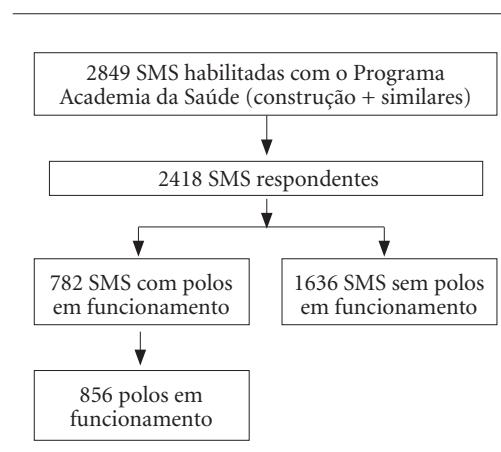 2849 SMS habilitadas com o Programa
Academia da Saúde (construção + similares)
2418 SMS respondentes
782 SMS com polos
em funcionamento
1636 SMS sem polos
em funcionamento
856 polos em
funcionamento